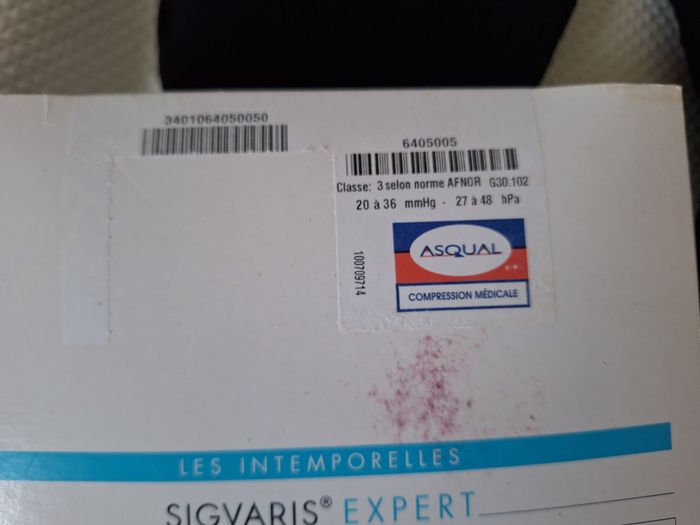 3401064050050
6405005
Classe: 3 selon norme AFNOR G30.102
20 à 36 mmHg - 27 à 48 hPa
100709714
ASQUAL
COMPRESSION MÉDICALE
LES INTEMPORELLES
SIGVARIS® EXPERT